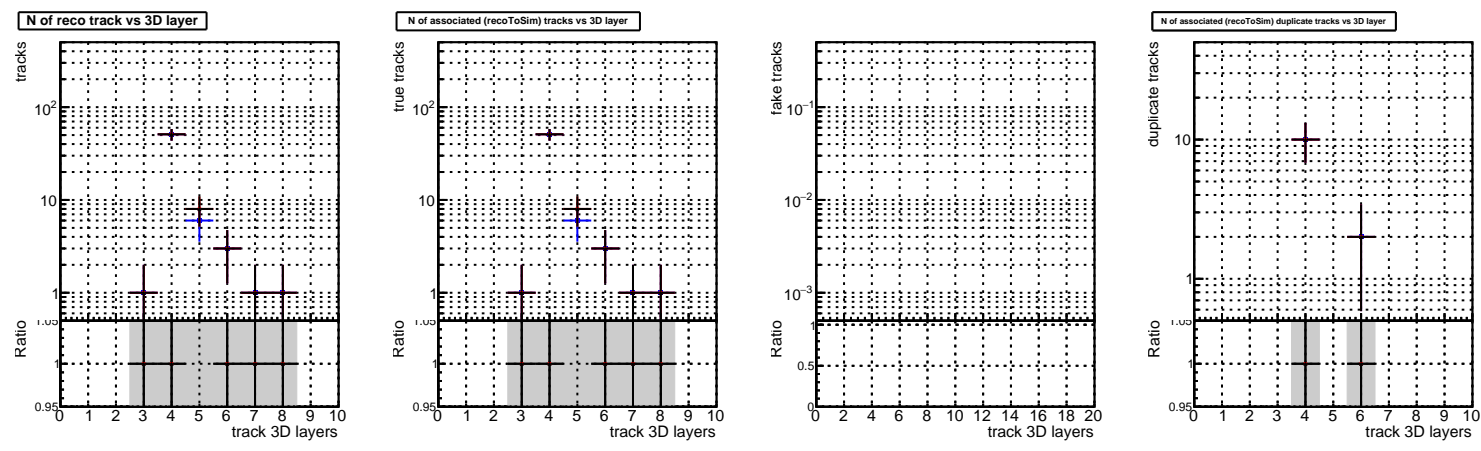 N of reco track vs 3D layer
tracks
10²
10
1
Ratio
1.05
1
0.95
0 1 2 3 4 5 6 7 8 9 10
track 3D layers
N of associated (recoToSim) tracks vs 3D layer
true tracks
10²
10
1
Ratio
1.05
1
0.95
0 1 2 3 4 5 6 7 8 9 10
track 3D layers
fake tracks
10⁻¹
10⁻²
10⁻³
Ratio
1
0.5
0
0 2 4 6 8 10 12 14 16 18 20
track 3D layers
N of associated (recoToSim) duplicate tracks vs 3D layer
duplicate tracks
10
1
Ratio
1.05
1
0.95
0 1 2 3 4 5 6 7 8 9 10
track 3D layers